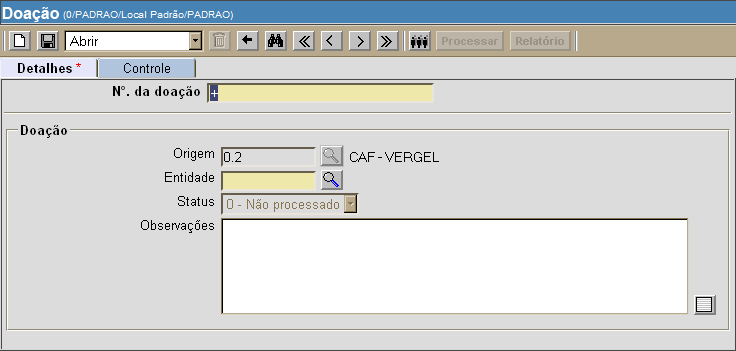 Doação (0/PADRAO/Local Padrão/PADRAO)
Abrir Processar Relatório
Detalhes * Controle
Nº. da doação +
Doação
Origem 0.2 CAF - VERGEL
Entidade
Status 0 - Não processado
Observações